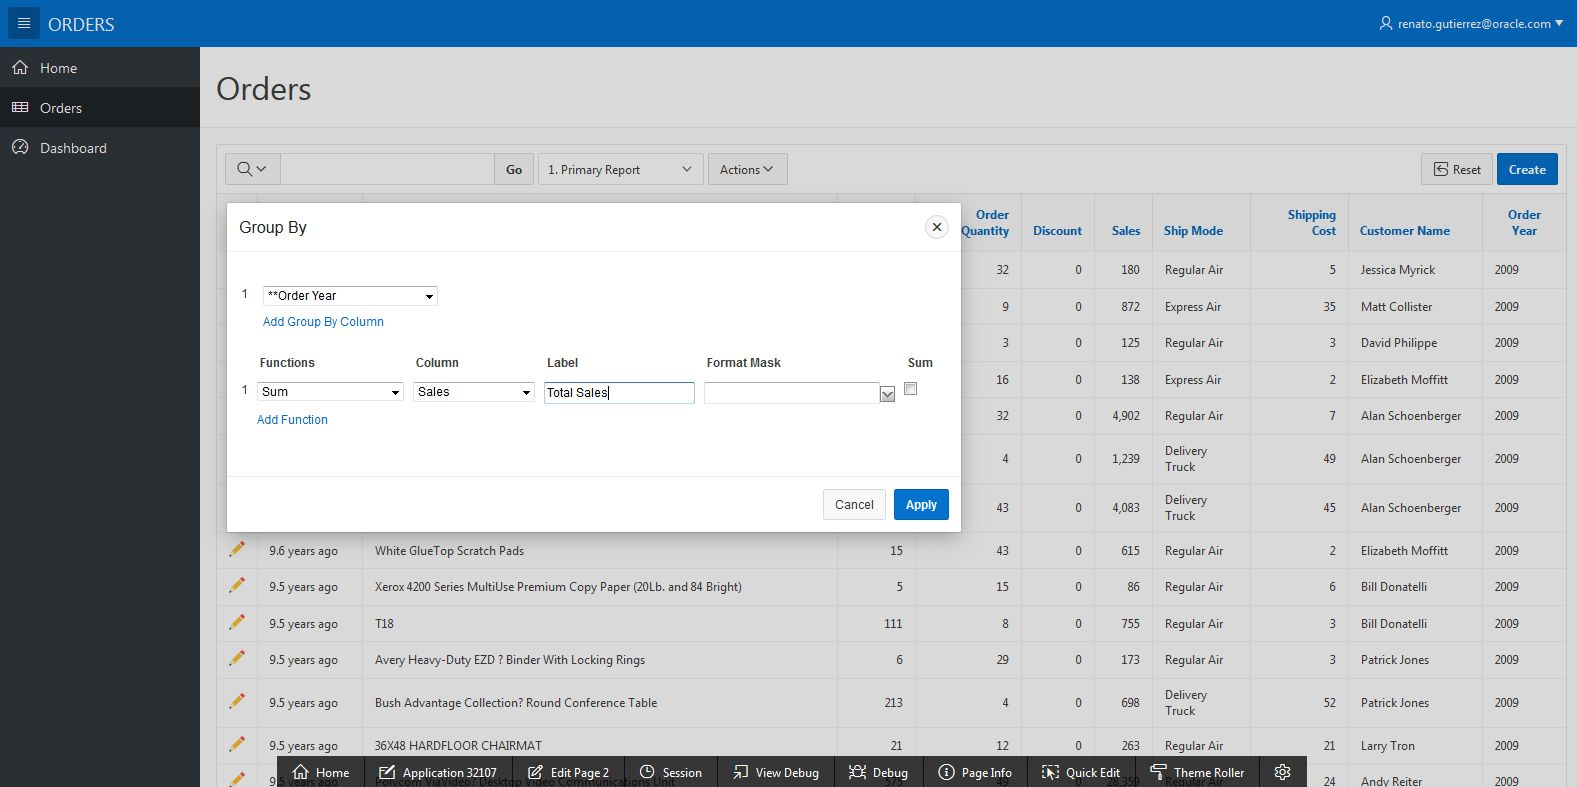 ORDERS
renato.gutierrez@oracle.com
Home
Orders
Dashboard
Orders
Go
1. Primary Report
Actions
Reset
Create
Order Quantity Discount Sales Ship Mode Shipping Cost Customer Name Order Year
32 0 180 Regular Air 5 Jessica Myrick 2009
9 0 872 Express Air 35 Matt Collister 2009
3 0 125 Regular Air 3 David Philippe 2009
16 0 138 Express Air 2 Elizabeth Moffitt 2009
32 0 4,902 Regular Air 7 Alan Schoenberger 2009
4 0 1,239 Delivery Truck 49 Alan Schoenberger 2009
43 0 4,083 Delivery Truck 45 Alan Schoenberger 2009
Group By
1 **Order Year
Add Group By Column
Functions Column Label Format Mask Sum
1 Sum Sales Total Sales
Add Function
Cancel Apply
9.6 years ago White GlueTop Scratch Pads 15 43 0 615 Regular Air 2 Elizabeth Moffitt 2009
9.5 years ago Xerox 4200 Series MultiUse Premium Copy Paper (20Lb. and 84 Bright) 5 15 0 86 Regular Air 6 Bill Donatelli 2009
9.5 years ago T18 111 8 0 755 Regular Air 3 Bill Donatelli 2009
9.5 years ago Avery Heavy-Duty EZD ? Binder With Locking Rings 6 29 0 173 Regular Air 3 Patrick Jones 2009
9.5 years ago Bush Advantage Collection? Round Conference Table 213 4 0 698 Delivery Truck 52 Patrick Jones 2009
9.5 years ago 36X48 HARDFLOOR CHAIRMAT 21 12 0 263 Regular Air 21 Larry Tron 2009
24 Andy Reiter 2009
Home Application 32107 Edit Page 2 Session View Debug Debug Page Info Quick Edit Theme Roller